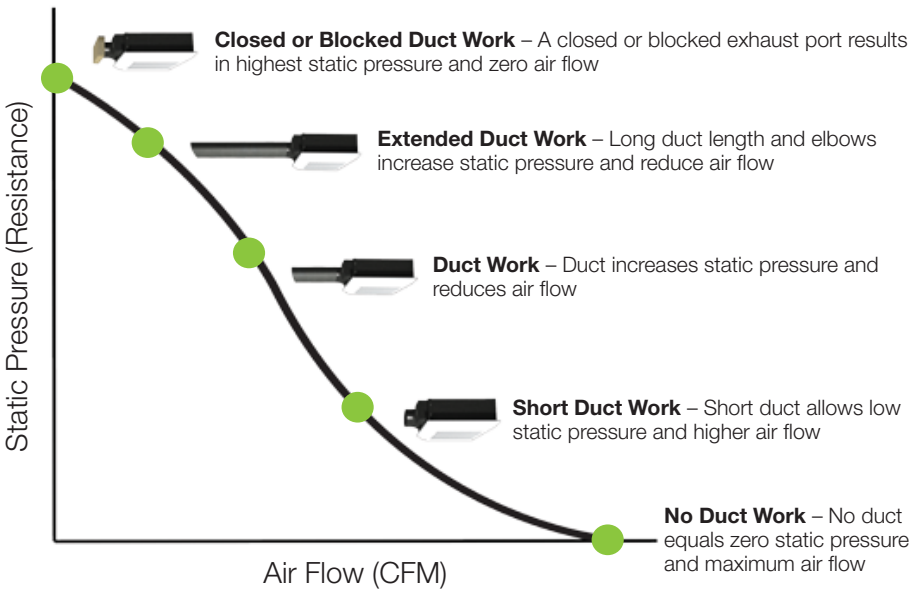 Closed or Blocked Duct Work – A closed or blocked exhaust port results
in highest static pressure and zero air flow
Extended Duct Work – Long duct length and elbows
increase static pressure and reduce air flow
Duct Work – Duct increases static pressure and
reduces air flow
Short Duct Work – Short duct allows low
static pressure and higher air flow
No Duct Work – No duct
equals zero static pressure
and maximum air flow
Static Pressure (Resistance)
Air Flow (CFM)